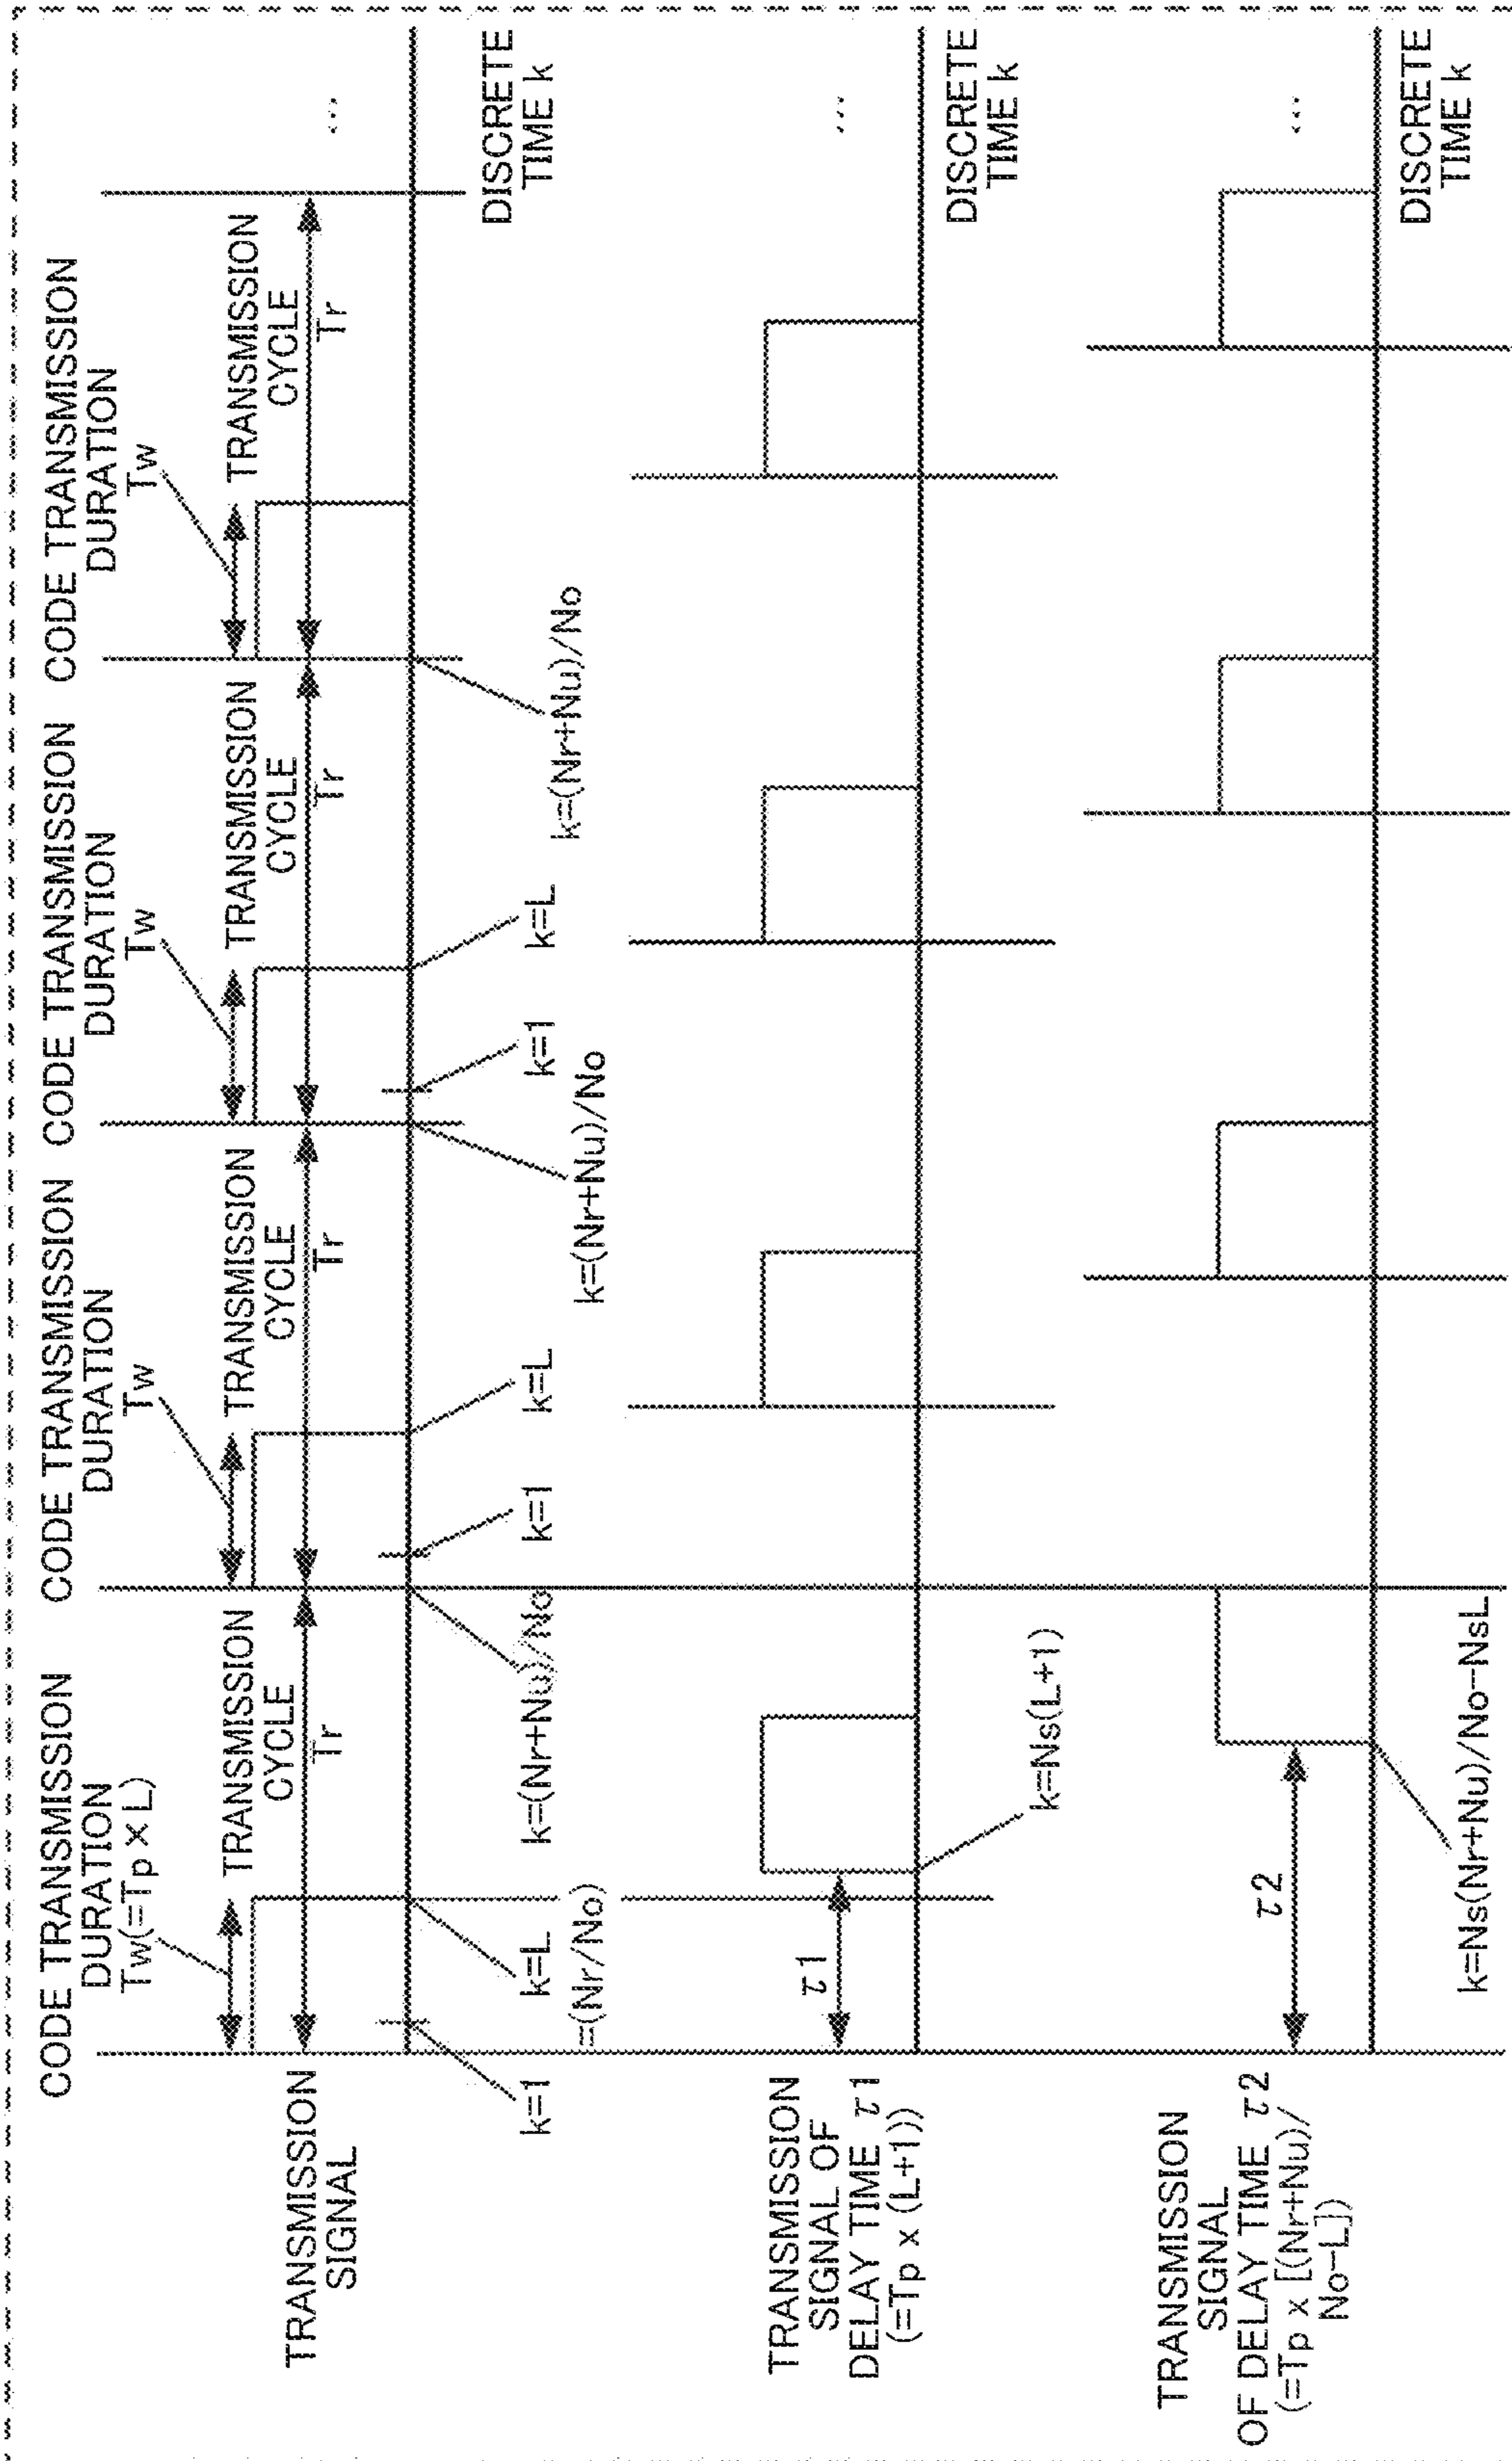 CODE TRANSMISSION
DURATION
Tw(=Tp×L)
CODE TRANSMISSION
DURATION
Tw
CODE TRANSMISSION
DURATION
Tw
CODE TRANSMISSION
DURATION
Tw
TRANSMISSION
CYCLE
Tr
TRANSMISSION
CYCLE
Tr
TRANSMISSION
CYCLE
Tr
TRANSMISSION
CYCLE
Tr
...
TRANSMISSION
SIGNAL
DISCRETE
TIME k
k=1
k=L
=(Nr/No)
k=(Nr+Nu)/No
k=1
k=L
k=(Nr+Nu)/No
k=1
k=L
k=(Nr+Nu)/No
TRANSMISSION
SIGNAL OF
DELAY TIME τ1
(=Tp x (L+1))
τ1
...
DISCRETE
TIME k
k=Ns(L+1)
TRANSMISSION
SIGNAL
OF DELAY TIME τ2
(=Tp x [(Nr+Nu)/
No-L])
τ2
...
DISCRETE
TIME k
k=Ns(Nr+Nu)/No-NsL